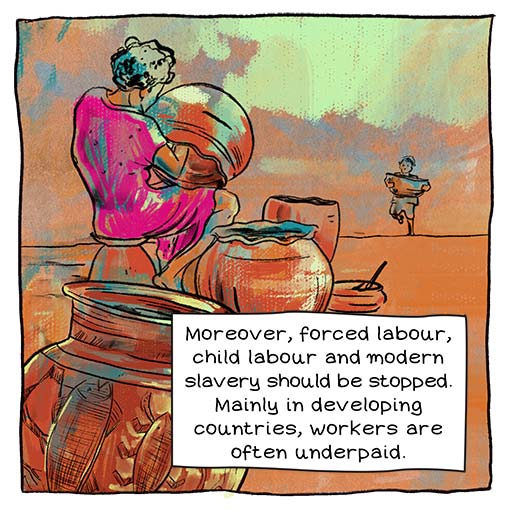 Moreover, forced labour,
child labour and modern
slavery should be stopped.
Mainly in developing
countries, workers are
often underpaid.